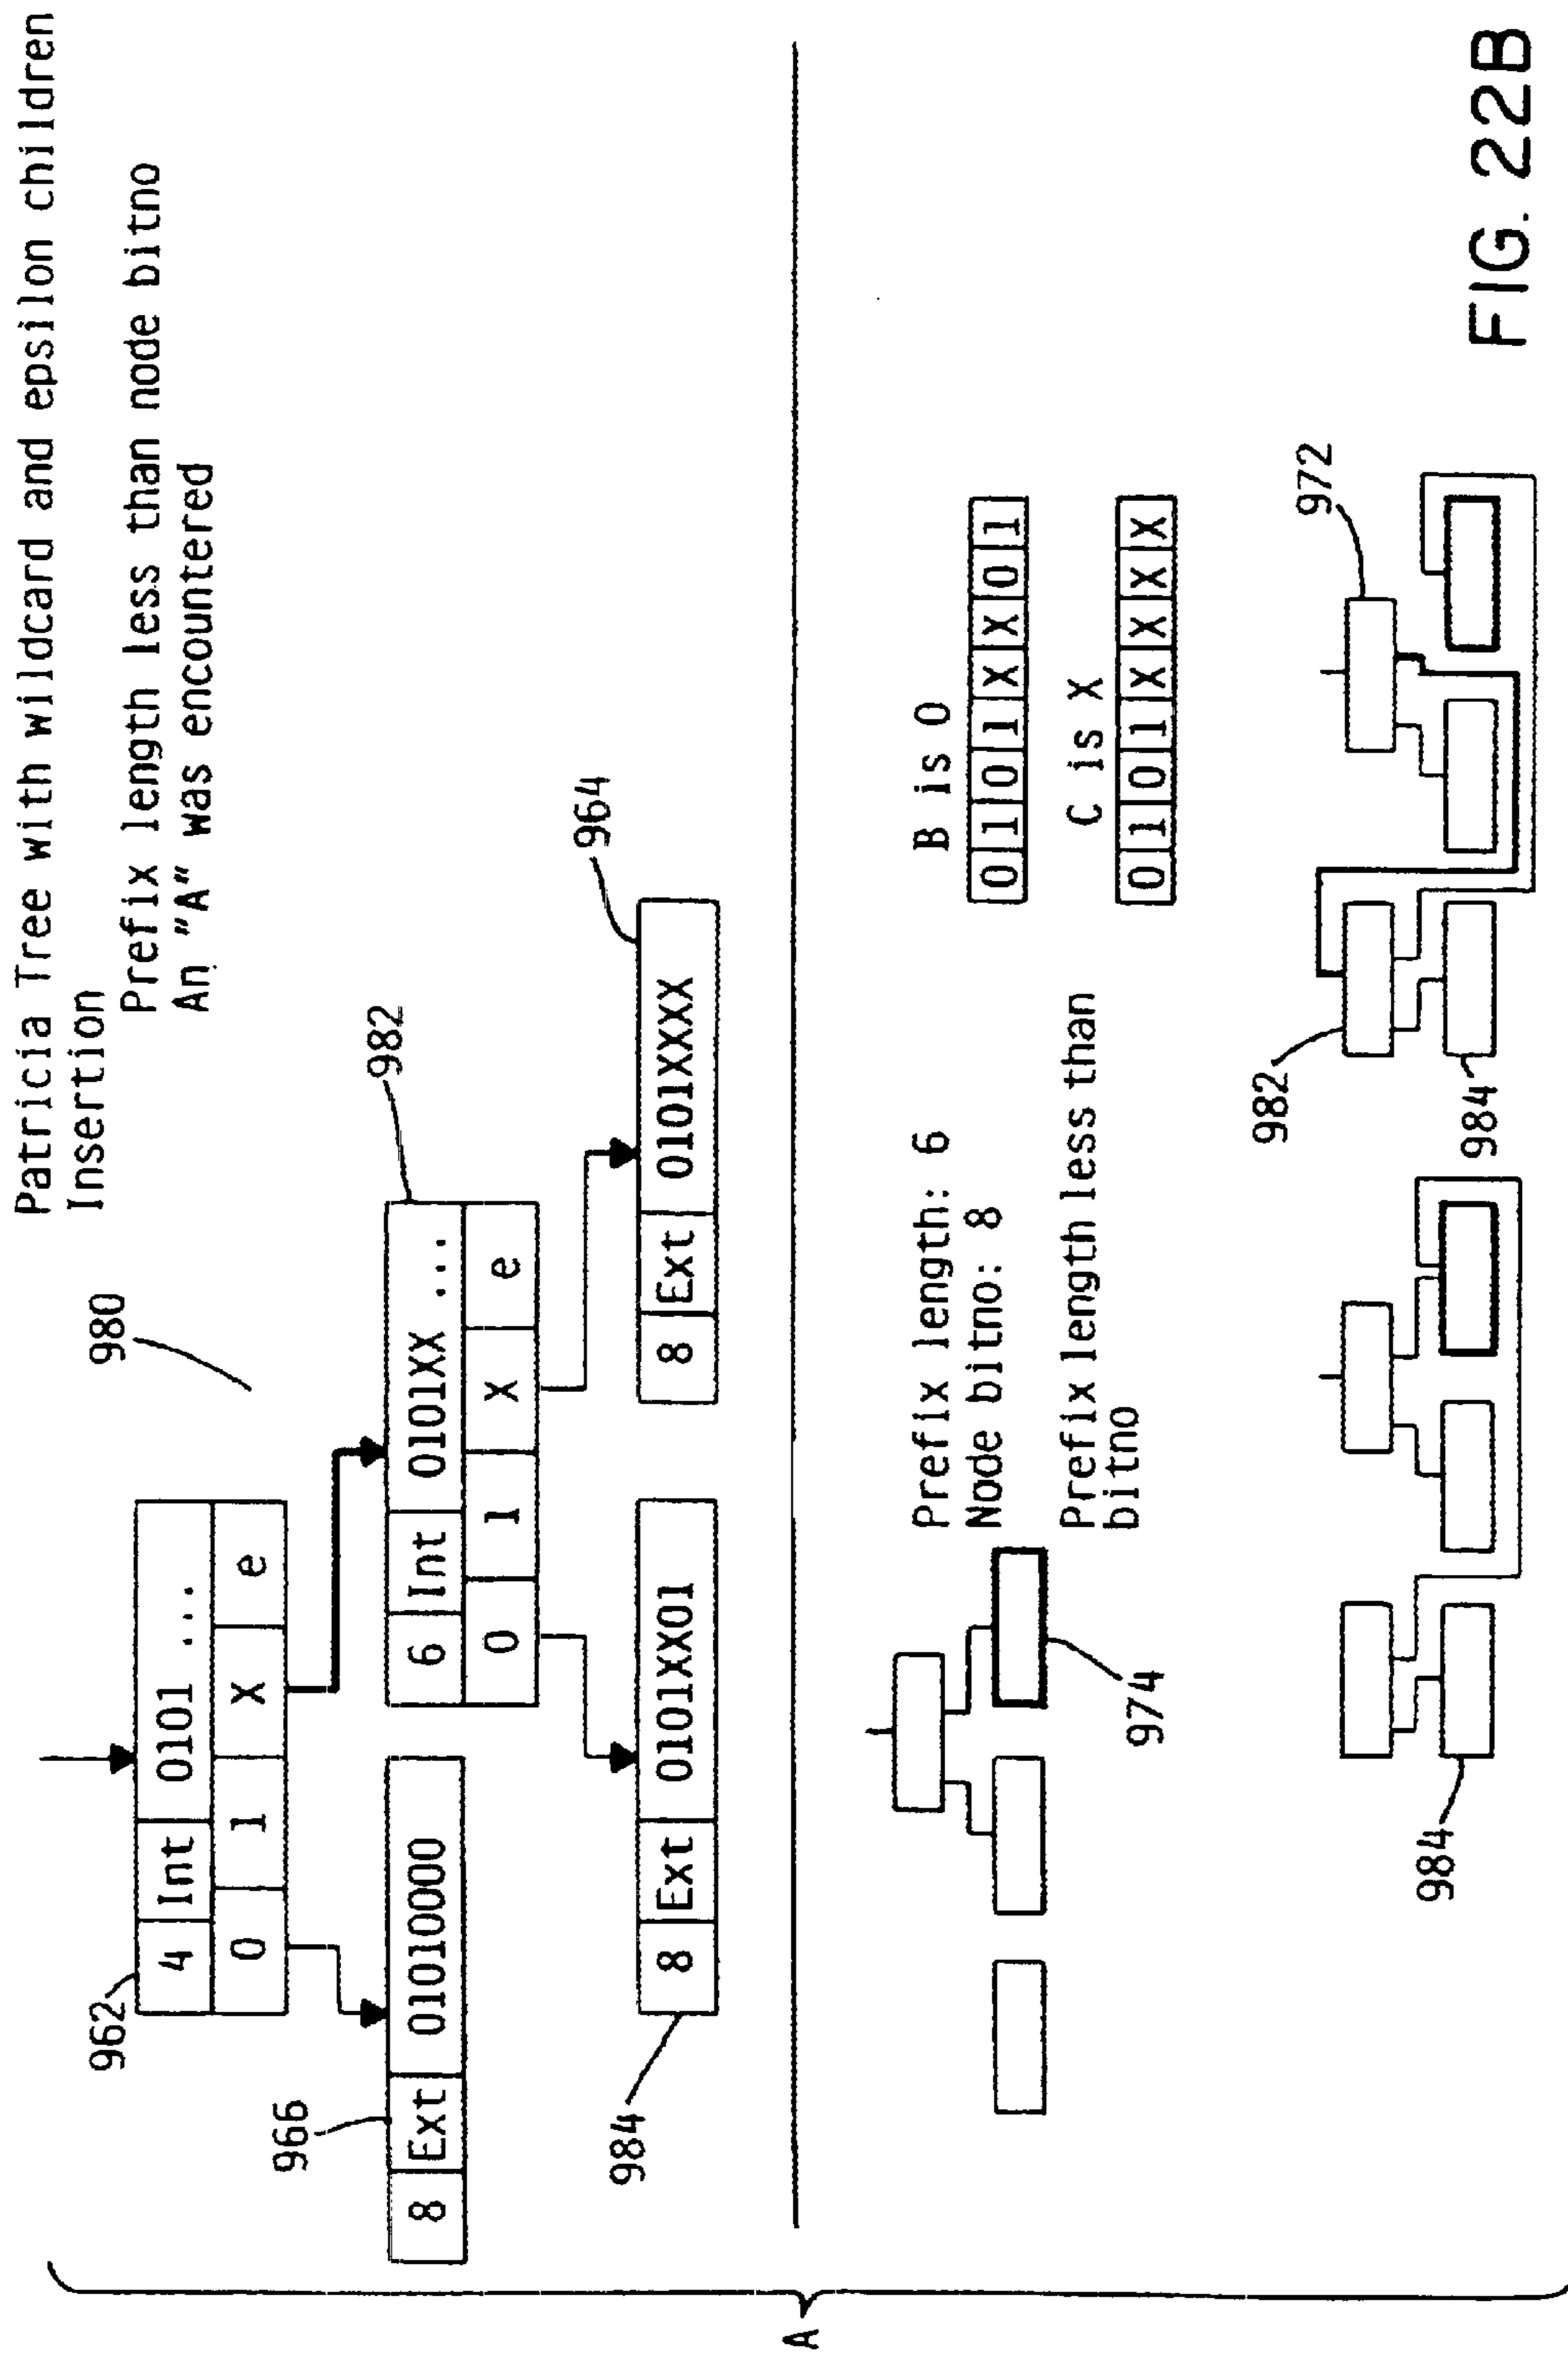 Patricia Tree with wildcard and epsilon children
Insertion
Prefix length less than node bitno
An "A" was encountered
980
962
4 Int 0101 ...
0 1 X e
966
8 Ext 01010000
982
6 Int 0101XX ...
0 1 X e
964
984
8 Ext 0101XX01
8 Ext 0101XXXX
A
Prefix length: 6
Node bitno: 8
Prefix length less than
bitno
974
B is 0
0 1 0 1 X X 0 1
C is X
0 1 0 1 X X X X
984
982
984
972
FIG. 22B